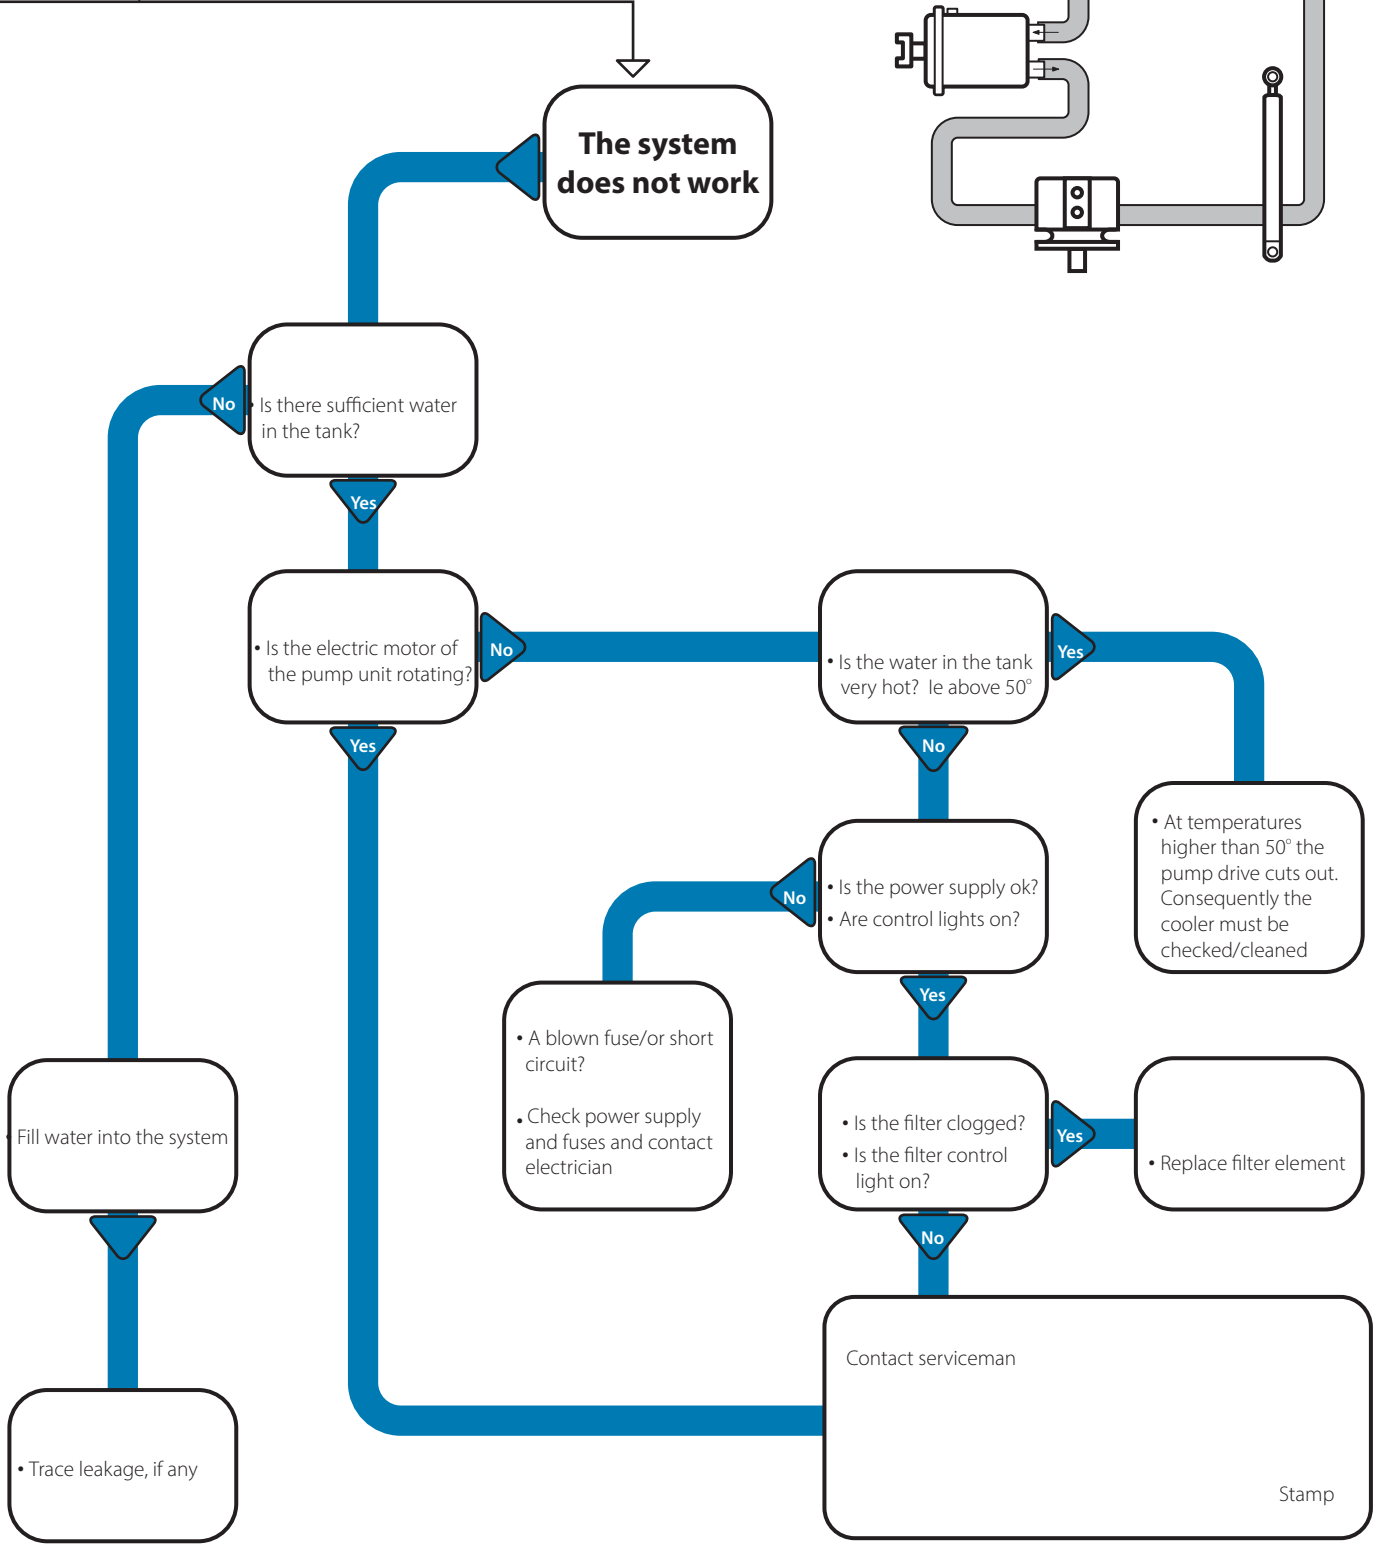 The system
does not work
No
• Is there sufficient water
in the tank?
Yes
• Is the electric motor of
the pump unit rotating?
No
• Is the water in the tank
very hot?  Ie above 50°
Yes
Yes
No
• At temperatures
higher than 50° the
pump drive cuts out.
Consequently the
cooler must be
checked/cleaned
No
• Is the power supply ok?
• Are control lights on?
Yes
• A blown fuse/or short
circuit?
• Check power supply
and fuses and contact
electrician
• Fill water into the system
• Is the filter clogged?
• Is the filter control
light on?
Yes
• Replace filter element
No
Contact serviceman
• Trace leakage, if any
Stamp